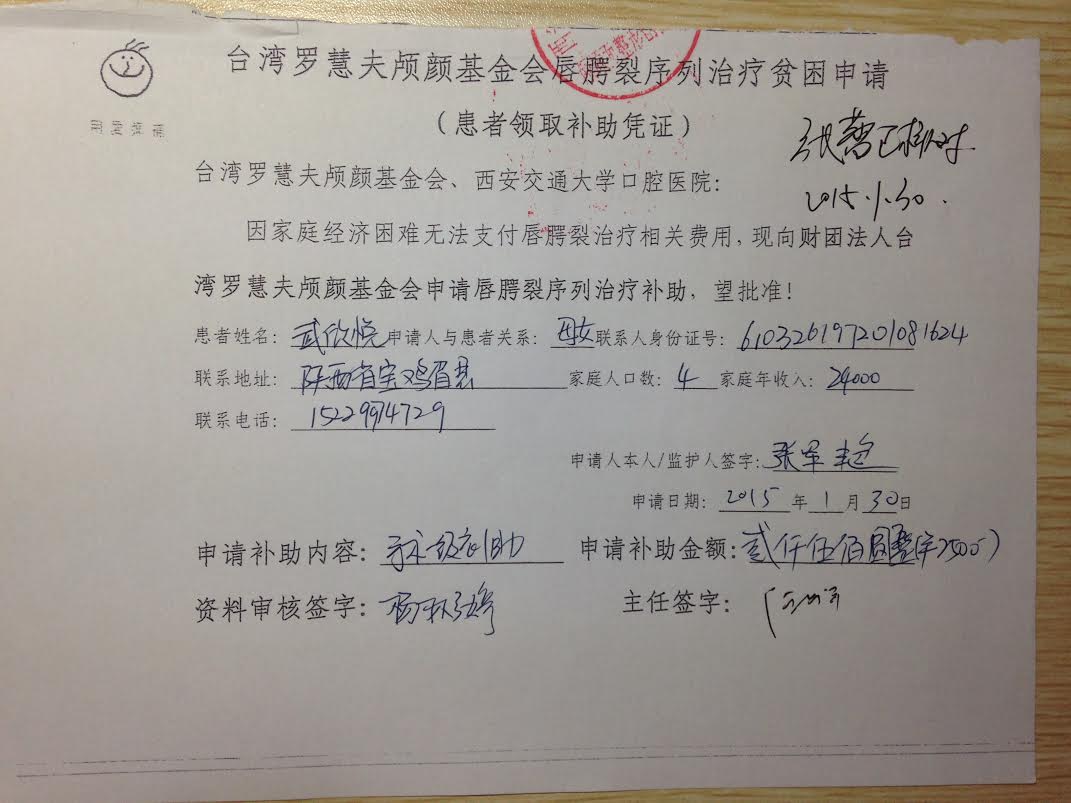 台湾罗慧夫颅颜基金会唇腭裂序列治疗贫困申请
（患者领取补助凭证）
张蕾已核对
2015.1.30.
台湾罗慧夫颅颜基金会、西安交通大学口腔医院：
因家庭经济困难无法支付唇腭裂治疗相关费用，现向财团法人台
湾罗慧夫颅颜基金会申请唇腭裂序列治疗补助，望批准！
患者姓名：武欣悦 申请人与患者关系：母女 联系人身份证号：610326197201081624
联系地址：陕西省宝鸡眉县 家庭人口数：4 家庭年收入：24000
联系电话：15229974729
申请人本人/监护人签字：张军
申请日期：2015年1月30日
申请补助内容：手术 补助 申请补助金额：贰仟伍佰圆整(￥2500)
资料审核签字：杨
主任签字：